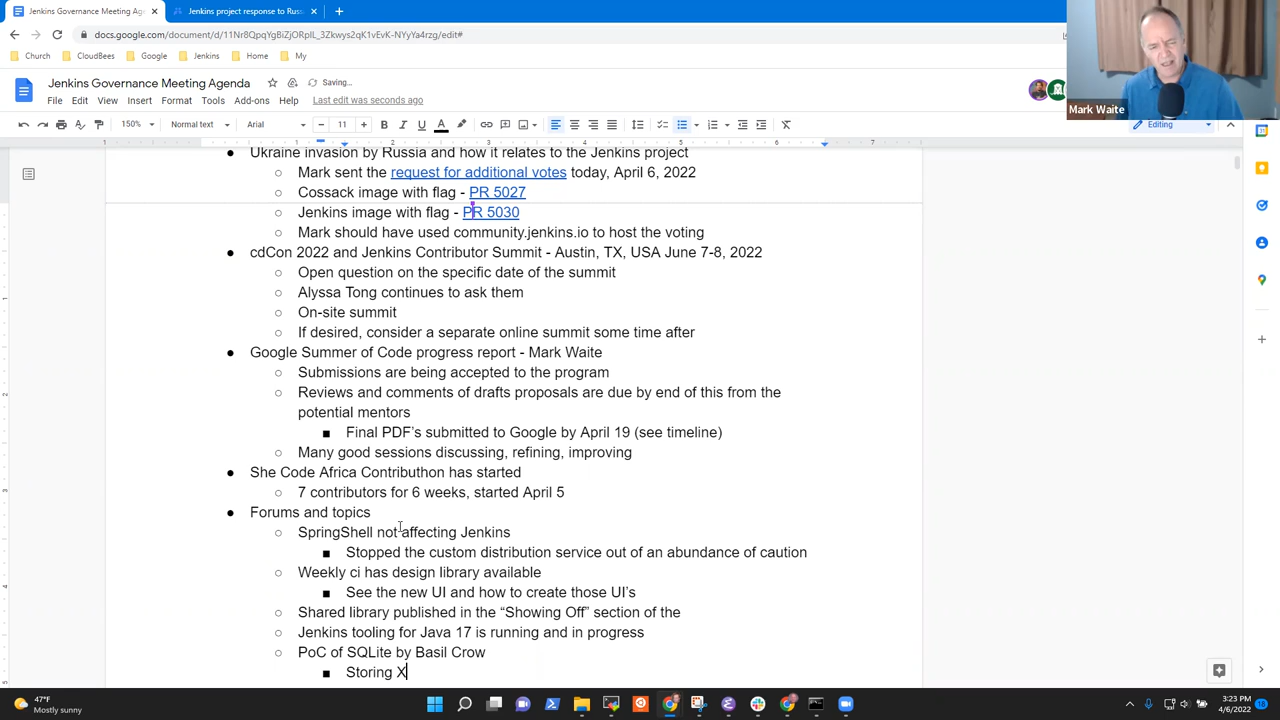 Jenkins Governance Meeting Age
Jenkins project response to Russ
docs.google.com/document/d/
Church
CloudBees
Google
Jenkins
Home
My
Jenkins Governance Meeting Agenda
Saving...
File Edit View Insert Format Tools Add-ons Help Last edit was seconds ago
Mark Waite
150% Normal text Arial 11 Editing
1 1 2 3 4 5 6 7
Ukraine invasion by Russia and how it relates to the Jenkins project
Mark sent the request for additional votes today, April 6, 2022
Cossack image with flag - PR 5027
Jenkins image with flag - PR 5030
Mark should have used community.jenkins.io to host the voting
cdCon 2022 and Jenkins Contributor Summit - Austin, TX, USA June 7-8, 2022
Open question on the specific date of the summit
Alyssa Tong continues to ask them
On-site summit
If desired, consider a separate online summit some time after
Google Summer of Code progress report - Mark Waite
Submissions are being accepted to the program
Reviews and comments of drafts proposals are due by end of this from the
potential mentors
Final PDF's submitted to Google by April 19 (see timeline)
Many good sessions discussing, refining, improving
She Code Africa Contributhon has started
7 contributors for 6 weeks, started April 5
Forums and topics
SpringShell not affecting Jenkins
Stopped the custom distribution service out of an abundance of caution
Weekly ci has design library available
See the new UI and how to create those UI's
Shared library published in the “Showing Off” section of the
Jenkins tooling for Java 17 is running and in progress
PoC of SQLite by Basil Crow
Storing X
47°F
Mostly sunny
3:23 PM
4/6/2022